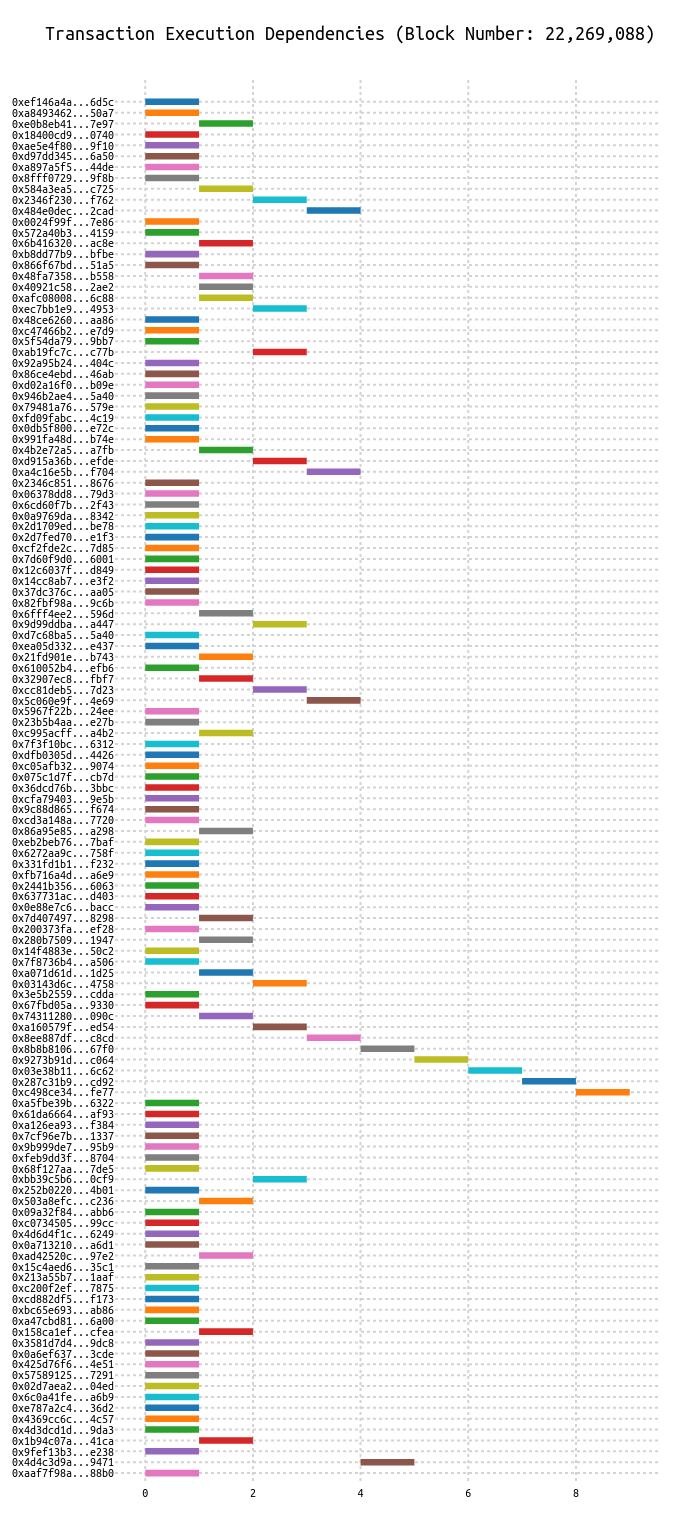 Transaction Execution Dependencies (Block Number: 22,269,088)
0xef146a4a...6d5c
0xa8493462...50a7
0xe0b8eb41...7e97
0x18400cd9...0740
0xae5e4f80...9f10
0xd97dd345...6a50
0xa897a5f5...44de
0x8fff0729...9f8b
0x584a3ea5...c725
0x2346f230...f762
0x484e0dec...2cad
0x0024f99f...7e86
0x572a40b3...4159
0x6b416320...ac8e
0xb8dd77b9...bfbe
0x866f67bd...51a5
0x48fa7358...b558
0x40921c58...2ae2
0xafc08008...6c88
0xec7bb1e9...4953
0x48ce6260...aa86
0xc47466b2...e7d9
0x5f54da79...9bb7
0xab19fc7c...c77b
0x92a95b24...404c
0x86ce4ebd...46ab
0xd02a16f0...b09e
0x946b2ae4...5a40
0x79481a76...579e
0xfd09fabc...4c19
0x0db5f800...e72c
0x991fa48d...b74e
0x4b2e72a5...a7fb
0xd915a36b...efde
0xa4c16e5b...f704
0x2346c851...8676
0x06378dd8...79d3
0x6cd60f7b...2f43
0x0a9769da...8342
0x2d1709ed...be78
0x2d7fed70...e1f3
0xcf2fde2c...7d85
0x7d60f9d0...6001
0x12c6037f...d849
0x14cc8ab7...e3f2
0x37dc376c...aa05
0x82fbf98a...9c6b
0x6fff4ee2...596d
0x9d99ddba...a447
0xd7c68ba5...5a40
0xea05d332...e437
0x21fd901e...b743
0x610052b4...efb6
0x32907ec8...fbf7
0xcc81deb5...7d23
0x5c060e9f...4e69
0x5967f22b...24ee
0x23b5b4aa...e27b
0xc995acff...a4b2
0x7f3f10bc...6312
0xdfb0305d...4426
0xc05afb32...9074
0x075c1d7f...cb7d
0x36dcd76b...3bbc
0xcfa79403...9e5b
0x9c88d865...f674
0xcd3a148a...7720
0x86a95e85...a298
0xeb2beb76...7baf
0x6272aa9c...758f
0x331fd1b1...f232
0xfb716a4d...a6e9
0x2441b356...6063
0x637731ac...d403
0x0e88e7c6...bacc
0x7d407497...8298
0x200373fa...ef28
0x280b7509...1947
0x14f4883e...50c2
0x7f8736b4...a506
0xa071d61d...1d25
0x03143d6c...4758
0x3e5b2559...cdda
0x67fbd05a...9330
0x74311280...090c
0xa160579f...ed54
0x8ee887df...c8cd
0x8b8b8106...67f0
0x9273b91d...c064
0x03e38b11...6c62
0x287c31b9...cd92
0xc498ce34...fe77
0xa5fbe39b...6322
0x61da6664...af93
0xa126ea93...f384
0x7cf96e7b...1337
0x9b999de7...95b9
0xfeb9dd3f...8704
0x68f127aa...7de5
0xbb39c5b6...0cf9
0x252b0220...4b01
0x503a8efc...c236
0x09a32f84...abb6
0xc0734505...99cc
0x4d6d4f1c...6249
0x0a713210...a6d1
0xad42520c...97e2
0x15c4aed6...35c1
0x213a55b7...1aaf
0xc200f2ef...7875
0xcd882df5...f173
0xbc65e693...ab86
0xa47cbd81...6a00
0x158ca1ef...cfea
0x3581d7d4...9dc8
0x0a6ef637...3cde
0x425d76f6...4e51
0x57589125...7291
0x02d7aea2...04ed
0x6c0a41fe...a6b9
0xe787a2c4...36d2
0x4369cc6c...4c57
0x4d3dcd1d...9da3
0x1b94c07a...41ca
0x9fef13b3...e238
0x4d4c3d9a...9471
0xaaf7f98a...88b0
0 2 4 6 8